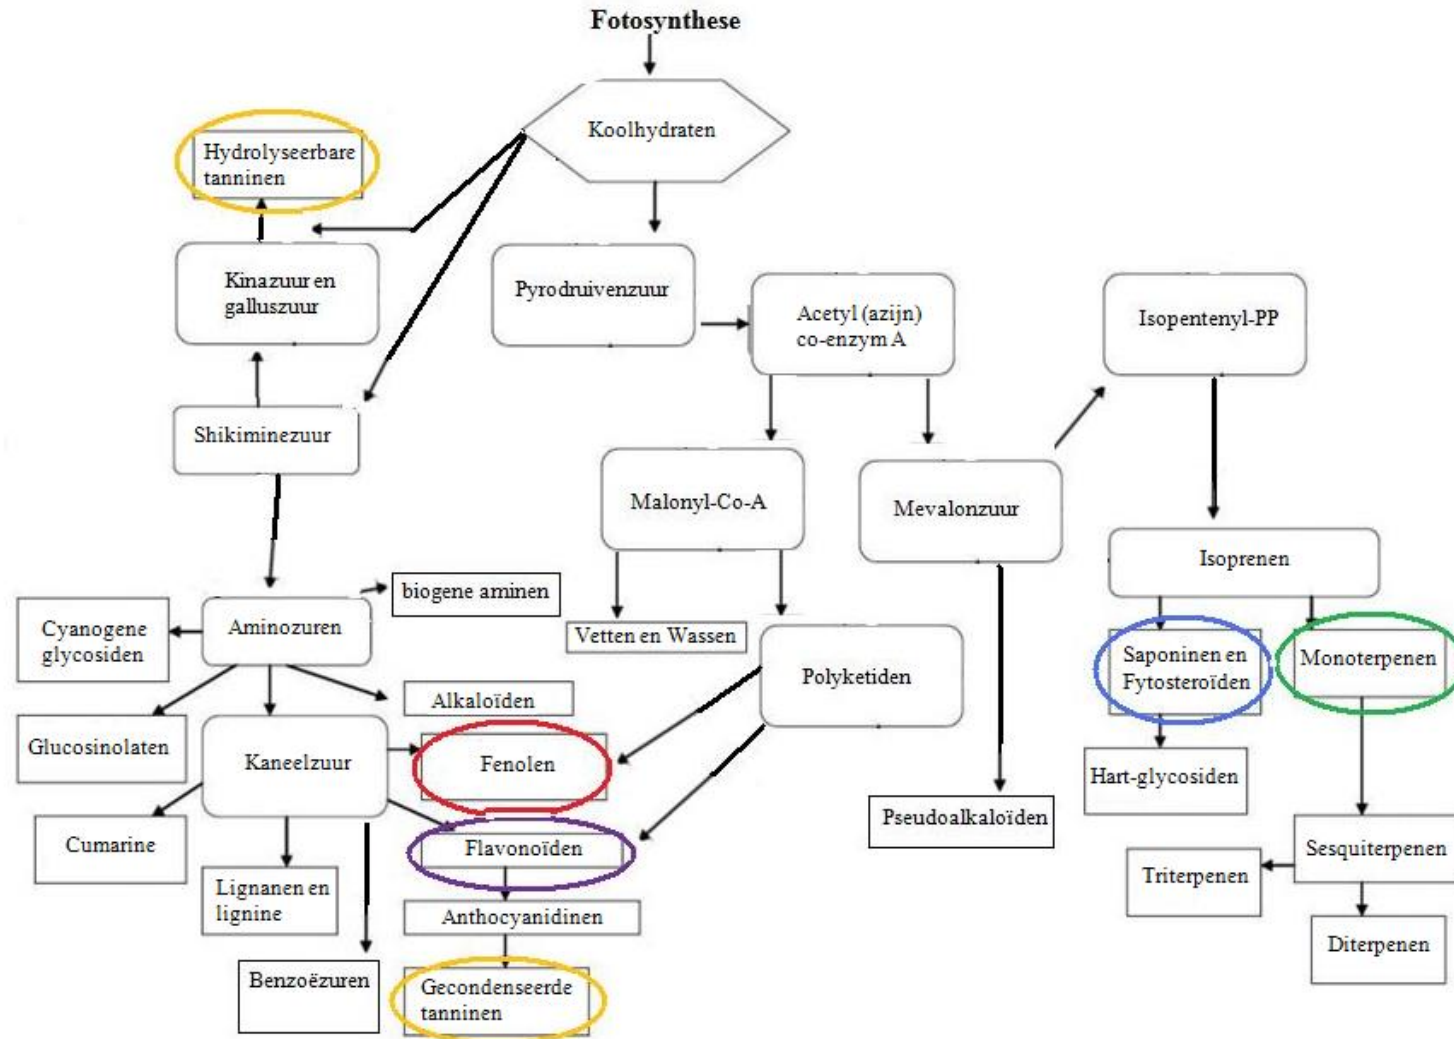 Fotosynthese
Koolhydraten
Hydrolyseerbare
tanninen
Kinazuur en
galluszuur
Pyrodruivenzuur
Acetyl (azijn)
co-enzym A
Isopentenyl-PP
Shikiminezuur
Malonyl-Co-A
Mevalonzuur
Isoprenen
biogene aminen
Cyanogene
glycosiden
Aminozuren
Vetten en Wassen
Polyketiden
Saponinen en
Fytosteroïden
Monoterpenen
Alkaloïden
Glucosinolaten
Kaneelzuur
Fenolen
Hart-glycosiden
Pseudoalkaloïden
Cumarine
Flavonoïden
Sesquiterpenen
Triterpenen
Lignanen en
lignine
Anthocyanidinen
Diterpenen
Benzoëzuren
Gecondenseerde
tanninen